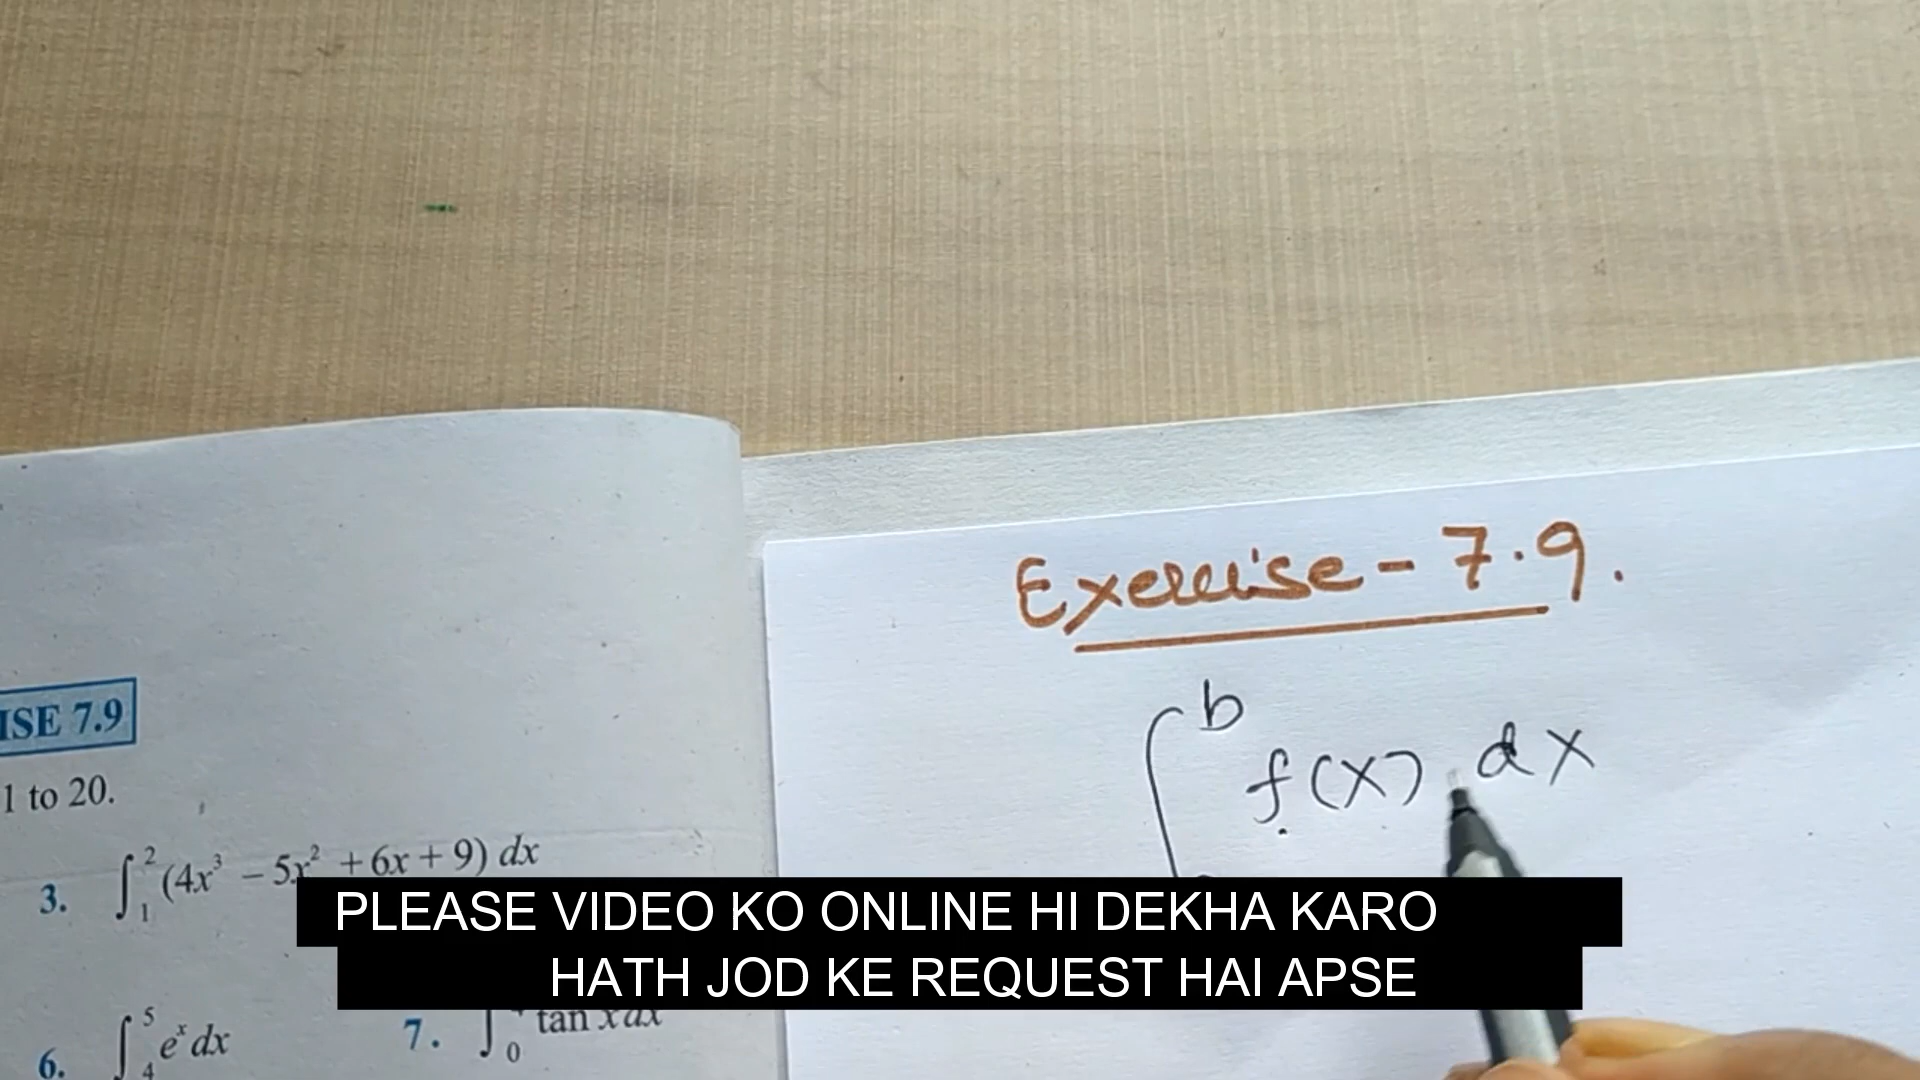 ISE 7.9
1 to 20.
3. ∫₁² (4x³ – 5x² + 6x + 9) dx
6. ∫₄⁵ eˣ dx
7. ∫₀ tan x dx
Exercise - 7.9.
∫ᵇ f(x) dx
PLEASE VIDEO KO ONLINE HI DEKHA KARO
HATH JOD KE REQUEST HAI APSE